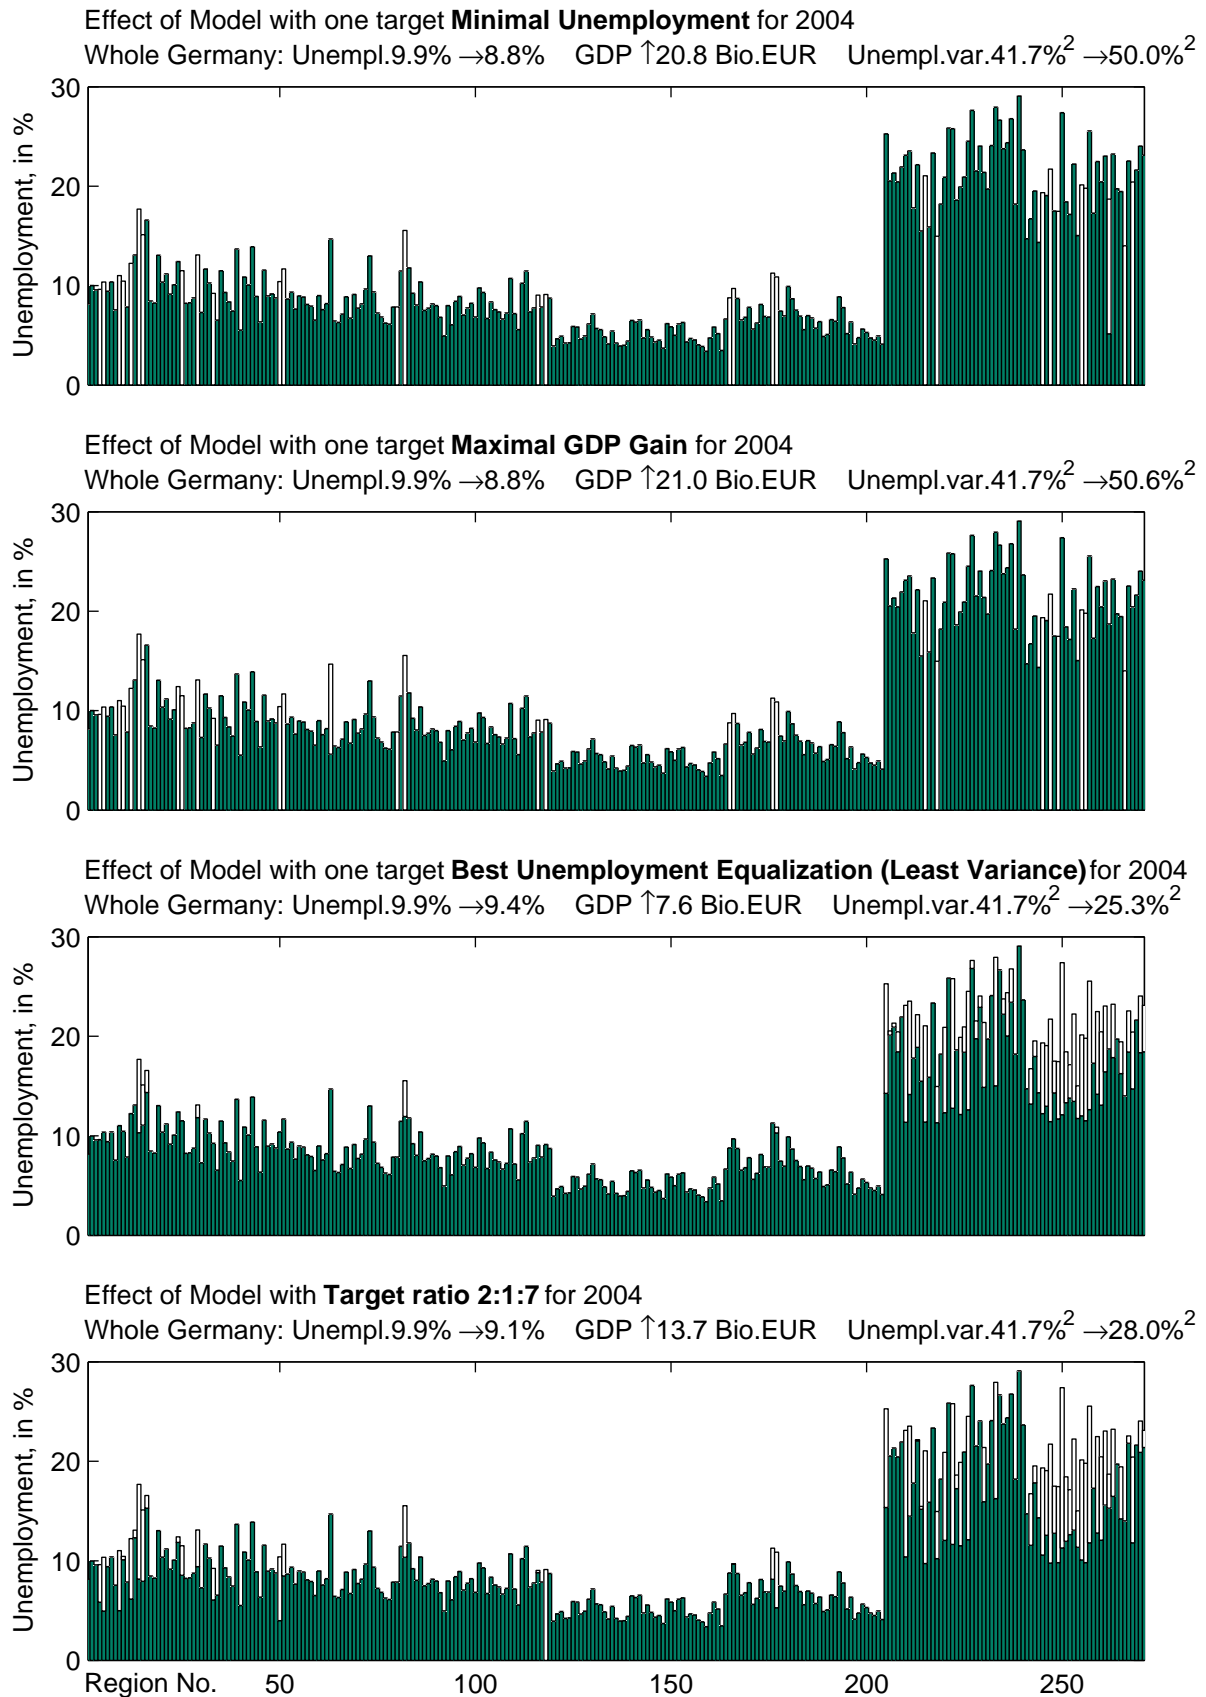 Effect of Model with one target Minimal Unemployment for 2004
Whole Germany: Unempl.9.9% →8.8% GDP ↑20.8 Bio.EUR Unempl.var.41.7%² →50.0%²
30
20
10
0
Unemployment, in %
Effect of Model with one target Maximal GDP Gain for 2004
Whole Germany: Unempl.9.9% →8.8% GDP ↑21.0 Bio.EUR Unempl.var.41.7%² →50.6%²
30
20
10
0
Unemployment, in %
Effect of Model with one target Best Unemployment Equalization (Least Variance) for 2004
Whole Germany: Unempl.9.9% →9.4% GDP ↑7.6 Bio.EUR Unempl.var.41.7%² →25.3%²
30
20
10
0
Unemployment, in %
Effect of Model with Target ratio 2:1:7 for 2004
Whole Germany: Unempl.9.9% →9.1% GDP ↑13.7 Bio.EUR Unempl.var.41.7%² →28.0%²
30
20
10
0
Unemployment, in %
Region No. 50 100 150 200 250